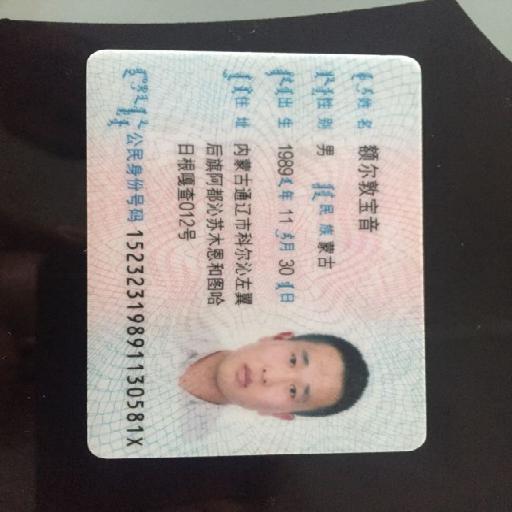 姓名 额尔敦宝音
性别 男 民族 蒙古
出生 1989 年 11 月 30 日
住址 内蒙古通辽市科尔沁左翼
后旗阿都沁苏木恩和图哈
日根嘎查012号
公民身份号码 15232319891130581X